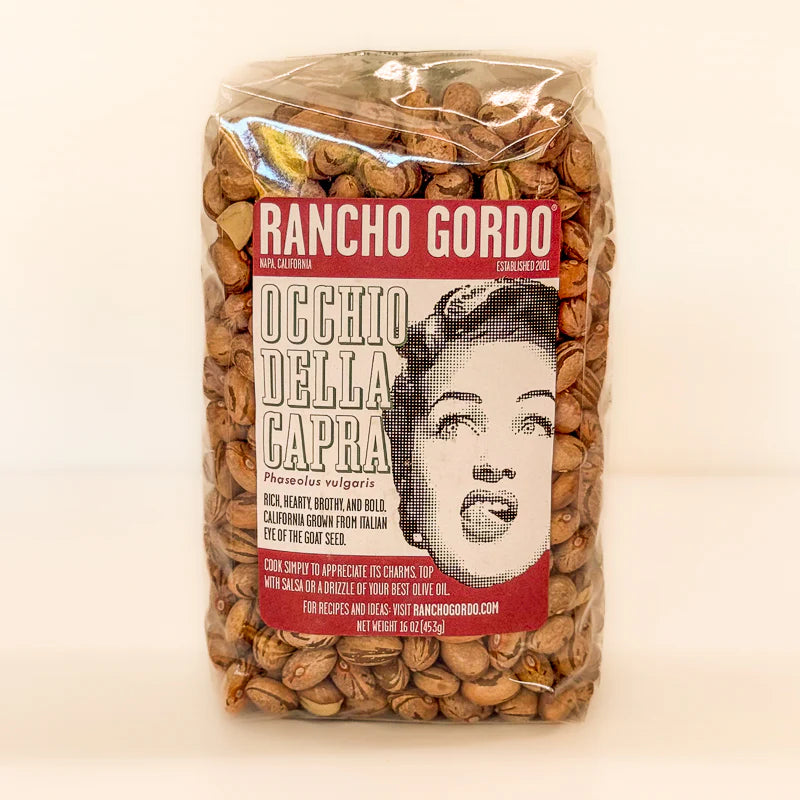 RANCHO GORDO®
NAPA, CALIFORNIA ESTABLISHED 2001
OCCHIO
DELLA
CAPRA
Phaseolus vulgaris
RICH, HEARTY, BROTHY, AND BOLD.
CALIFORNIA GROWN FROM ITALIAN
EYE OF THE GOAT SEED.
COOK SIMPLY TO APPRECIATE ITS CHARMS. TOP
WITH SALSA OR A DRIZZLE OF YOUR BEST OLIVE OIL.
FOR RECIPES AND IDEAS: VISIT RANCHOGORDO.COM
NET WEIGHT 16 OZ (453g)